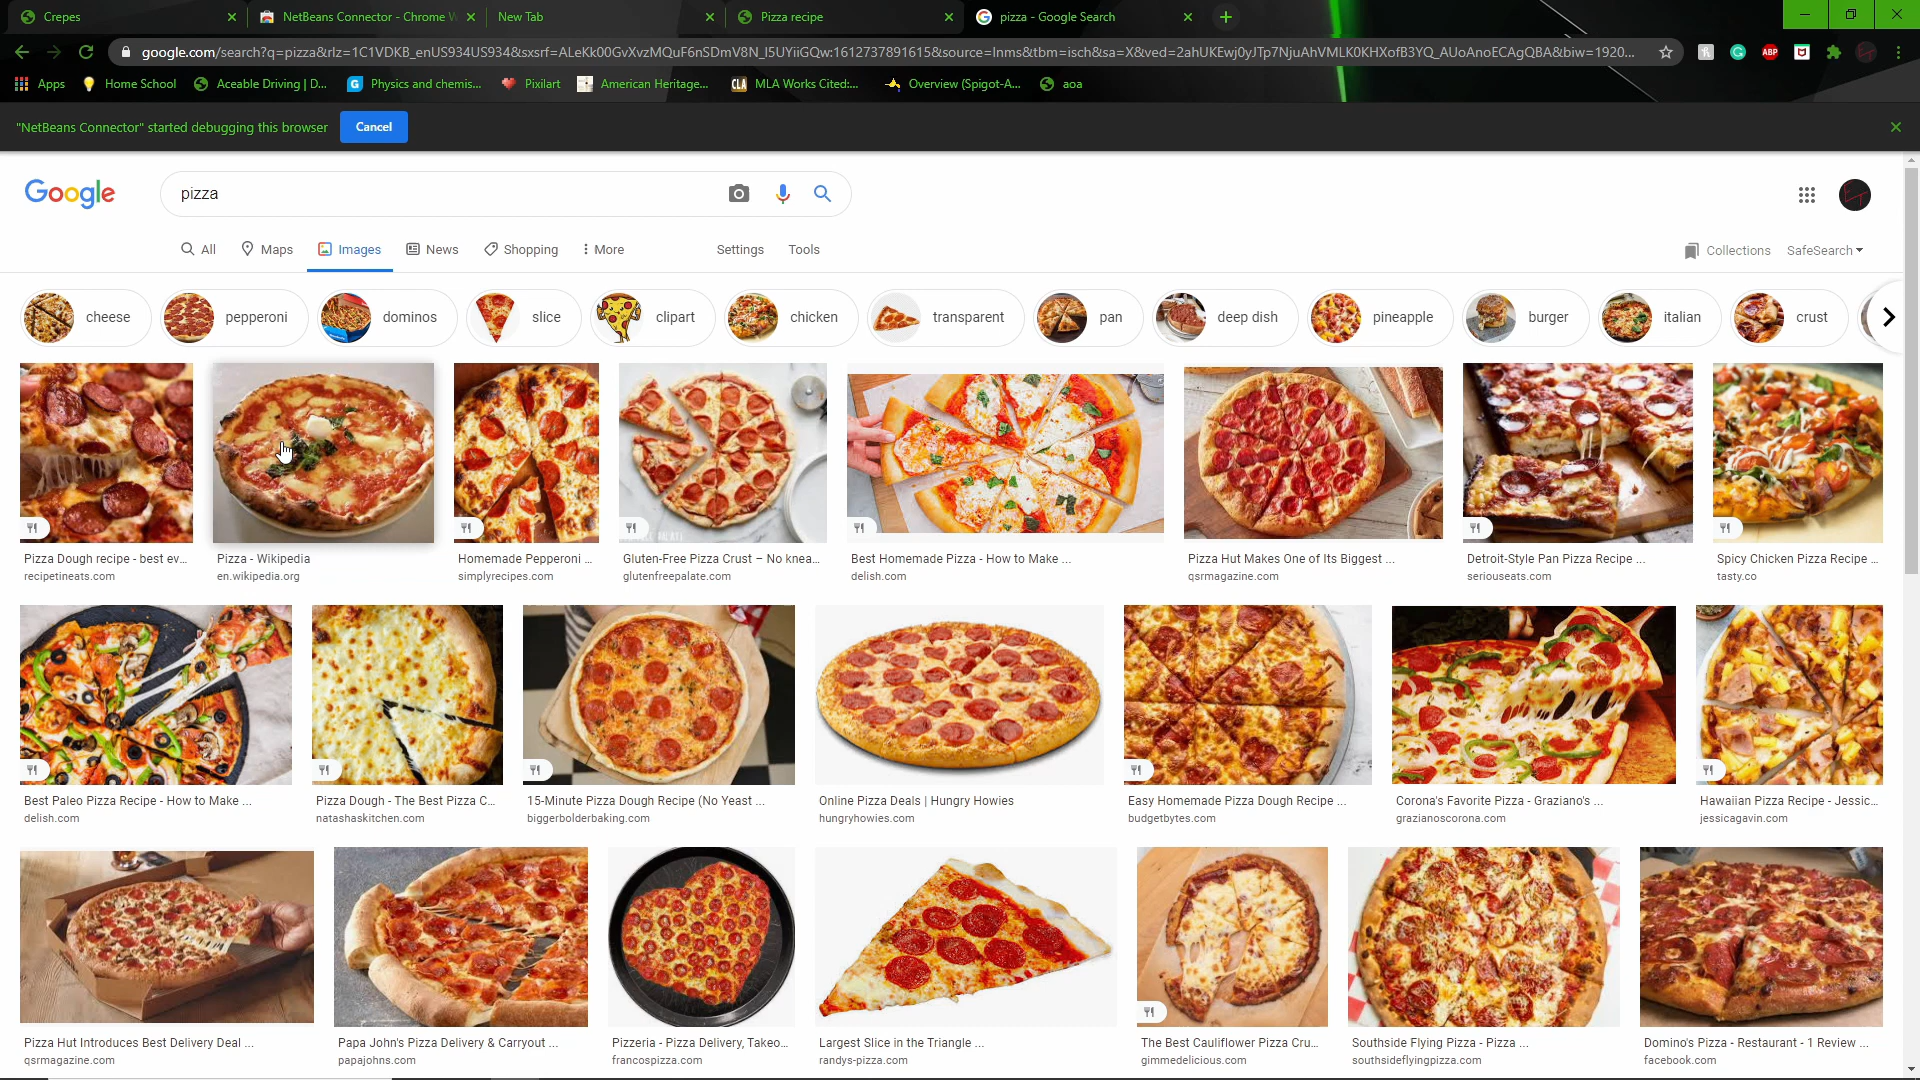 Crepes
NetBeans Connector - Chrome W
New Tab
Pizza recipe
pizza - Google Search
google.com/search?q=pizza&rlz=1C1VDKB_enUS934US934&sxsrf=ALeKk00GvXvzMQuF6nSDmV8N_I5UYiiGQw:1612737891615&source=lnms&tbm=isch&sa=X&ved=2ahUKEwj0yJTp7NjuAhVMLK0KHXofB3YQ_AUoAnoECAgQBA&biw=1920...
ABP
Apps
Home School
Aceable Driving | D...
Physics and chemis...
Pixilart
American Heritage...
CLA
MLA Works Cited:...
Overview (Spigot-A...
aoa
"NetBeans Connector" started debugging this browser
Cancel
Google
pizza
All
Maps
Images
News
Shopping
More
Settings
Tools
Collections
SafeSearch
cheese
pepperoni
dominos
slice
clipart
chicken
transparent
pan
deep dish
pineapple
burger
italian
crust
Pizza Dough recipe - best ev...
recipetineats.com
Pizza - Wikipedia
en.wikipedia.org
Homemade Pepperoni ...
simplyrecipes.com
Gluten-Free Pizza Crust – No knea...
glutenfreepalate.com
Best Homemade Pizza - How to Make ...
delish.com
Pizza Hut Makes One of Its Biggest ...
qsrmagazine.com
Detroit-Style Pan Pizza Recipe ...
seriouseats.com
Spicy Chicken Pizza Recipe ...
tasty.co
Best Paleo Pizza Recipe - How to Make ...
delish.com
Pizza Dough - The Best Pizza C...
natashaskitchen.com
15-Minute Pizza Dough Recipe (No Yeast ...
biggerbolderbaking.com
Online Pizza Deals | Hungry Howies
hungryhowies.com
Easy Homemade Pizza Dough Recipe ...
budgetbytes.com
Corona's Favorite Pizza - Graziano's ...
grazianoscorona.com
Hawaiian Pizza Recipe - Jessic...
jessicagavin.com
Pizza Hut Introduces Best Delivery Deal ...
qsrmagazine.com
Papa John's Pizza Delivery & Carryout ...
papajohns.com
Pizzeria - Pizza Delivery, Takeo...
francospizza.com
Largest Slice in the Triangle ...
randys-pizza.com
The Best Cauliflower Pizza Cru...
gimmedelicious.com
Southside Flying Pizza - Pizza ...
southsideflyingpizza.com
Domino's Pizza - Restaurant - 1 Review ...
facebook.com